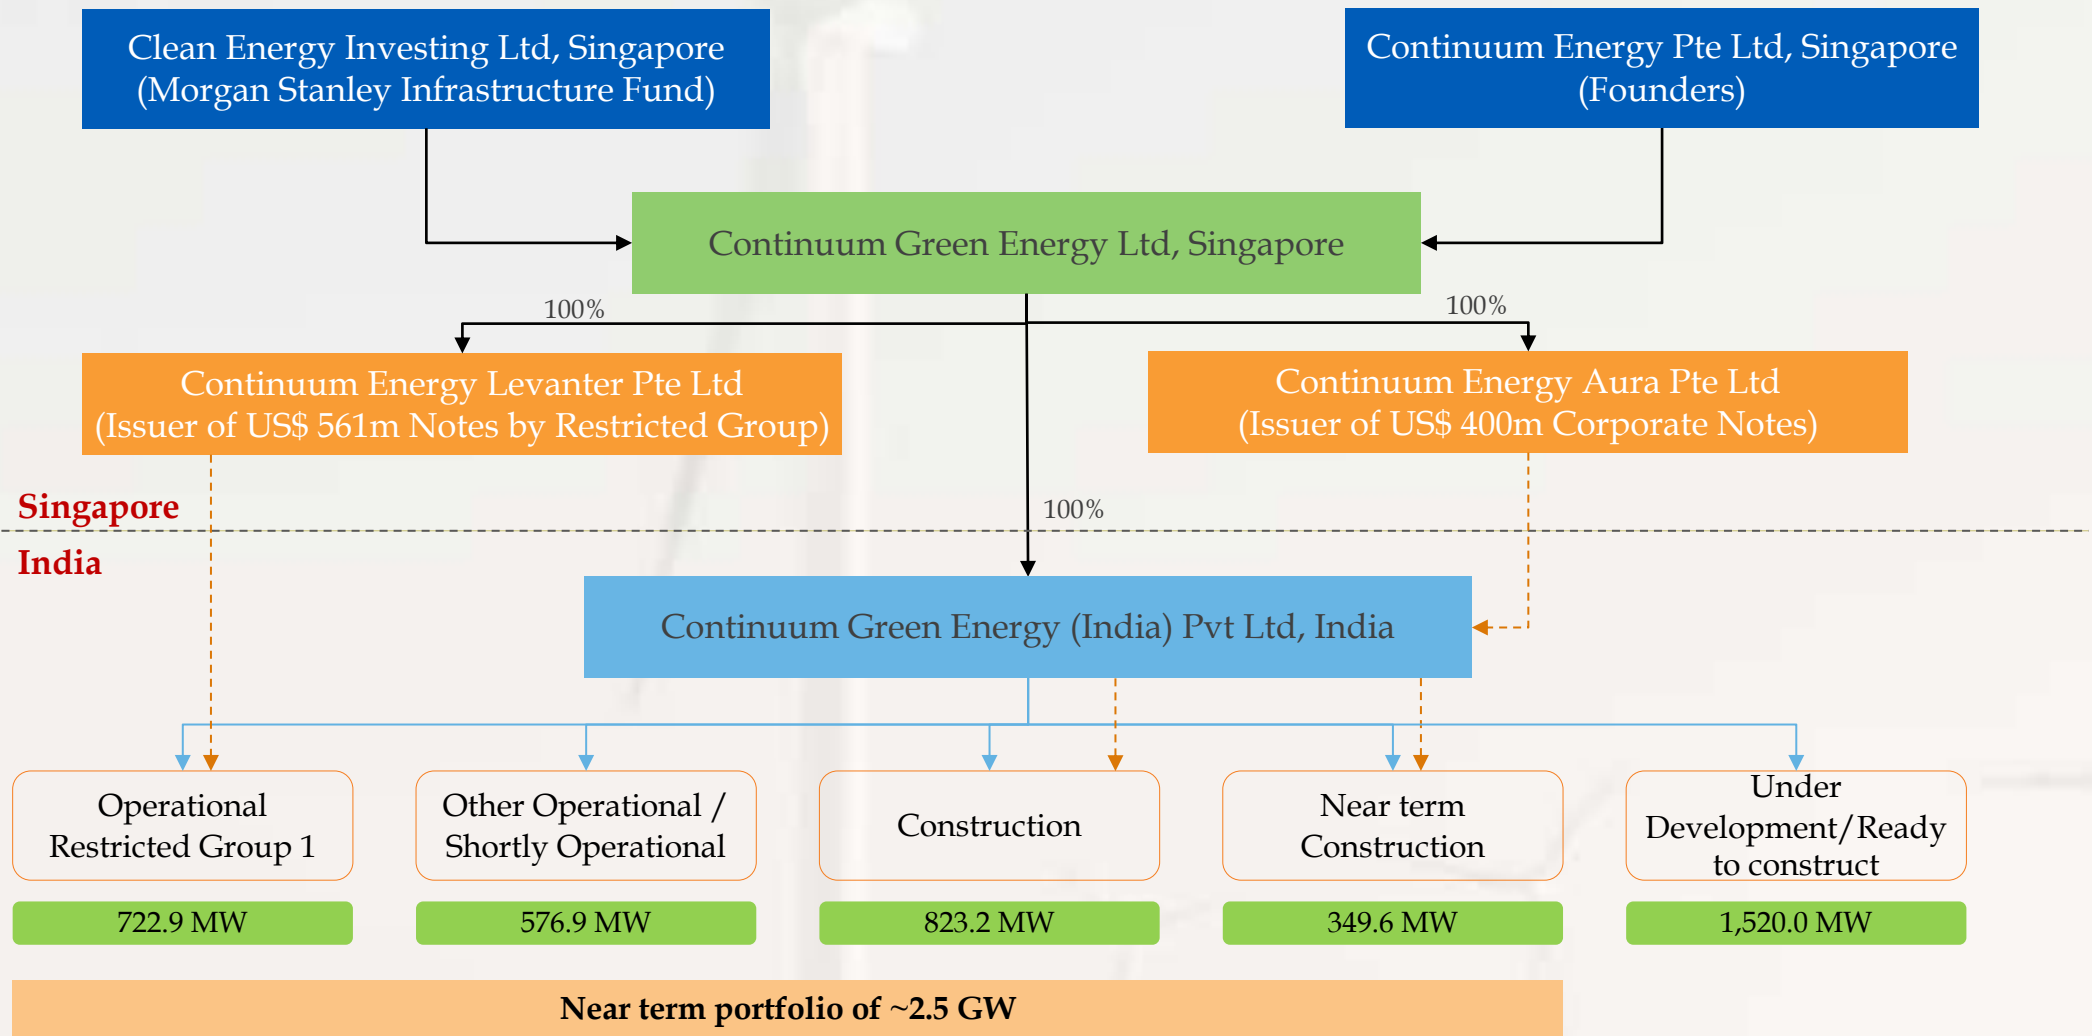 Clean Energy Investing Ltd, Singapore
(Morgan Stanley Infrastructure Fund)
Continuum Energy Pte Ltd, Singapore
(Founders)
Continuum Green Energy Ltd, Singapore
100%
100%
Continuum Energy Levanter Pte Ltd
(Issuer of US$ 561m Notes by Restricted Group)
Continuum Energy Aura Pte Ltd
(Issuer of US$ 400m Corporate Notes)
Singapore
100%
India
Continuum Green Energy (India) Pvt Ltd, India
Operational
Restricted Group 1
Other Operational /
Shortly Operational
Construction
Near term
Construction
Under
Development/Ready
to construct
722.9 MW
576.9 MW
823.2 MW
349.6 MW
1,520.0 MW
Near term portfolio of ~2.5 GW